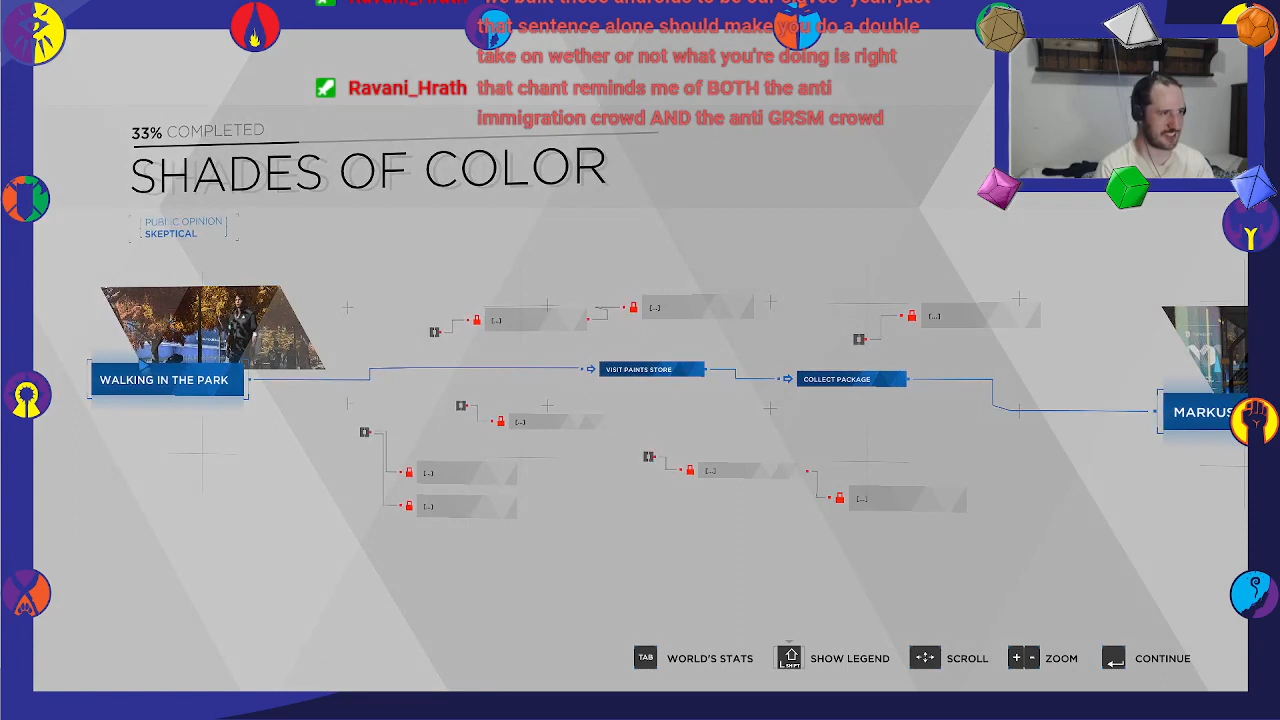 Ravani_Hrath
that sentence alone should make you do a double
take on wether or not what you're doing is right
Ravani_Hrath that chant reminds me of BOTH the anti
immigration crowd AND the anti GRSM crowd
33% COMPLETED
SHADES OF COLOR
PUBLIC OPINION
SKEPTICAL
[...]
[...]
[...]
VISIT PAINTS STORE
WALKING IN THE PARK
COLLECT PACKAGE
MARKUS
[...]
[...]
[...]
[...]
[...]
TAB WORLD'S STATS
L SHIFT SHOW LEGEND
SCROLL
+ - ZOOM
CONTINUE